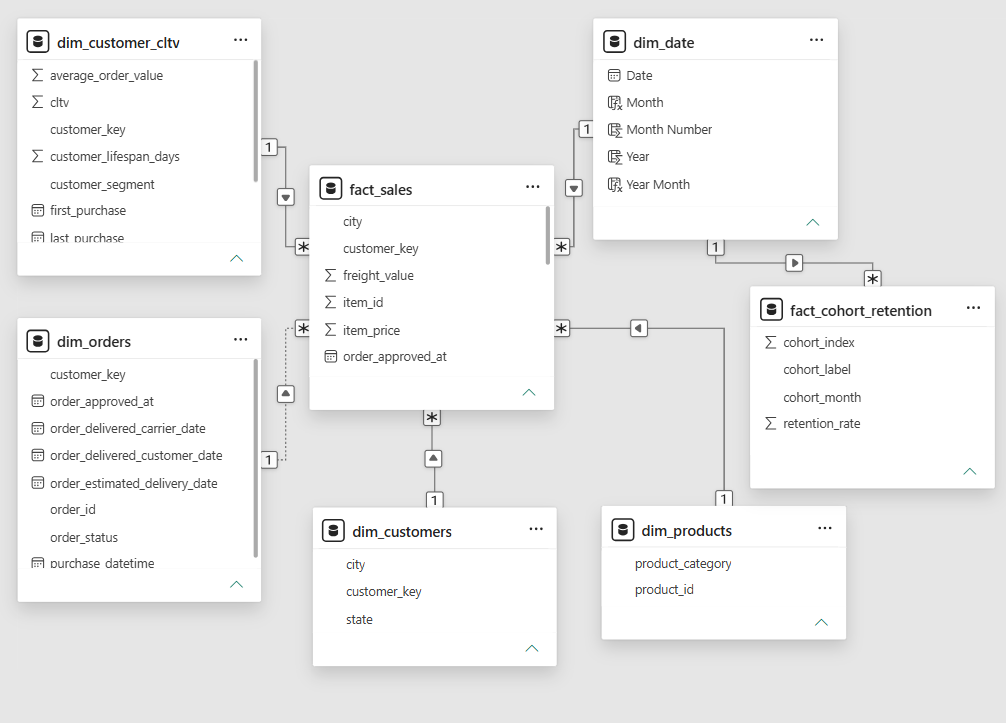 dim_customer_cltv
average_order_value
cltv
customer_key
customer_lifespan_days
customer_segment
first_purchase
last_purchase
dim_date
Date
Month
Month Number
Year
Year Month
fact_sales
city
customer_key
freight_value
item_id
item_price
order_approved_at
fact_cohort_retention
cohort_index
cohort_label
cohort_month
retention_rate
dim_orders
customer_key
order_approved_at
order_delivered_carrier_date
order_delivered_customer_date
order_estimated_delivery_date
order_id
order_status
purchase_datetime
dim_customers
city
customer_key
state
dim_products
product_category
product_id
1
*
1
*
1
*
1
*
1
*
1
*